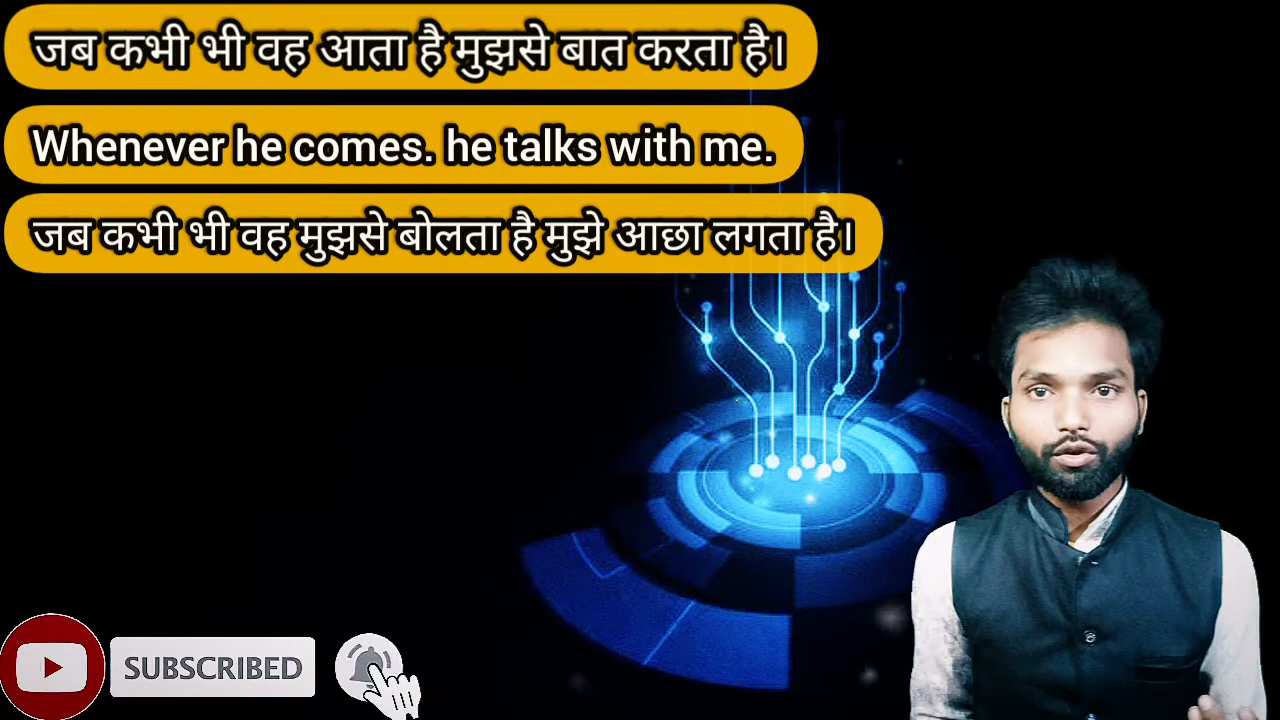 जब कभी भी वह आता है मुझसे बात करता है।
Whenever he comes. he talks with me.
जब कभी भी वह मुझसे बोलता है मुझे आछा लगता है।
SUBSCRIBED